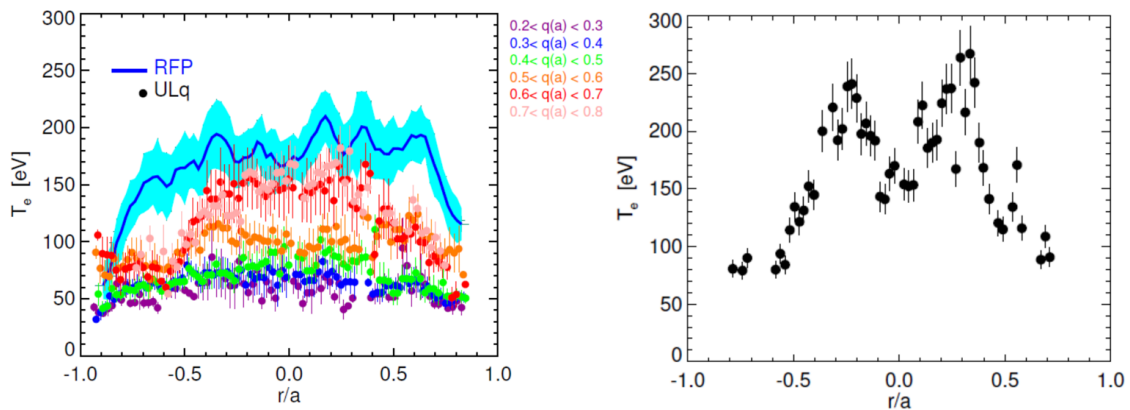 300
250
200
150
100
50
0
T_e [eV]
RFP
ULq
-1.0 -0.5 0.0 0.5 1.0
r/a
0.2< q(a) < 0.3
0.3< q(a) < 0.4
0.4< q(a) < 0.5
0.5< q(a) < 0.6
0.6< q(a) < 0.7
0.7< q(a) < 0.8
300
250
200
150
100
50
0
T_e [eV]
-1.0 -0.5 0.0 0.5 1.0
r/a